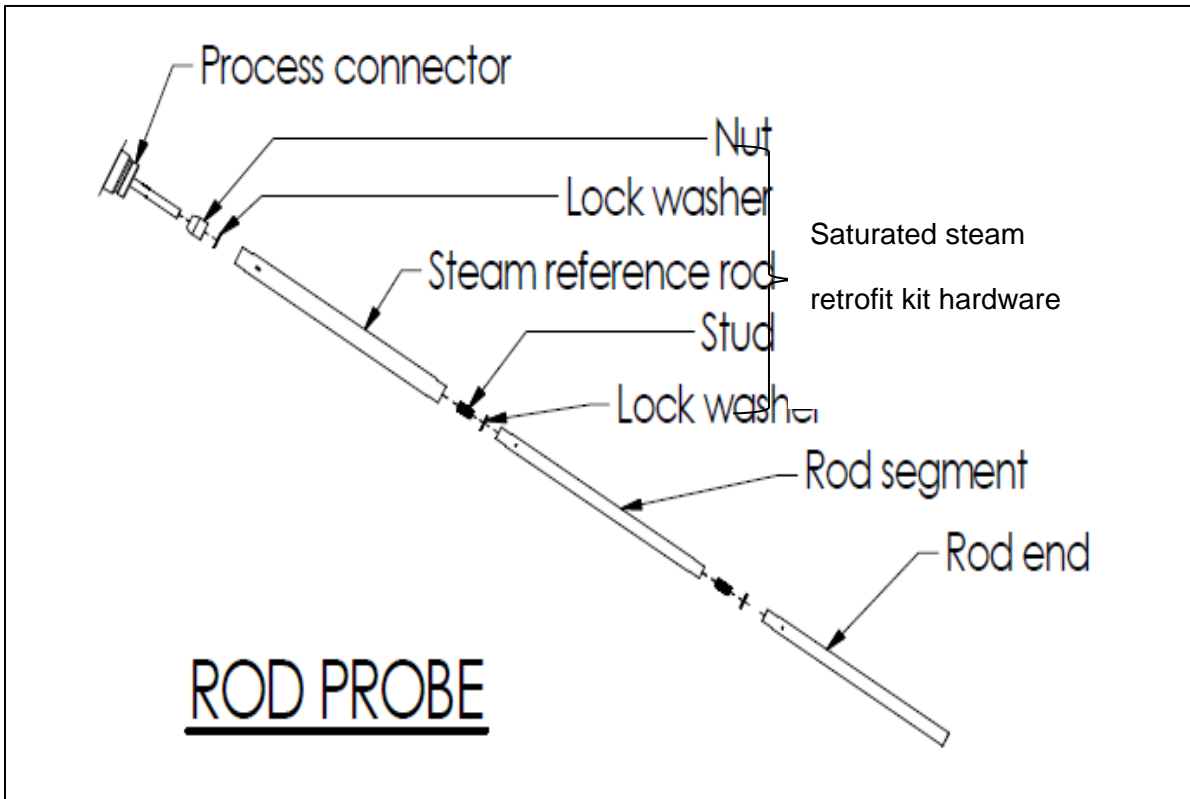 Process connector
Nut
Lock washer
Steam reference rod
Stud
Lock washer
Saturated steam
retrofit kit hardware
Rod segment
Rod end
ROD PROBE